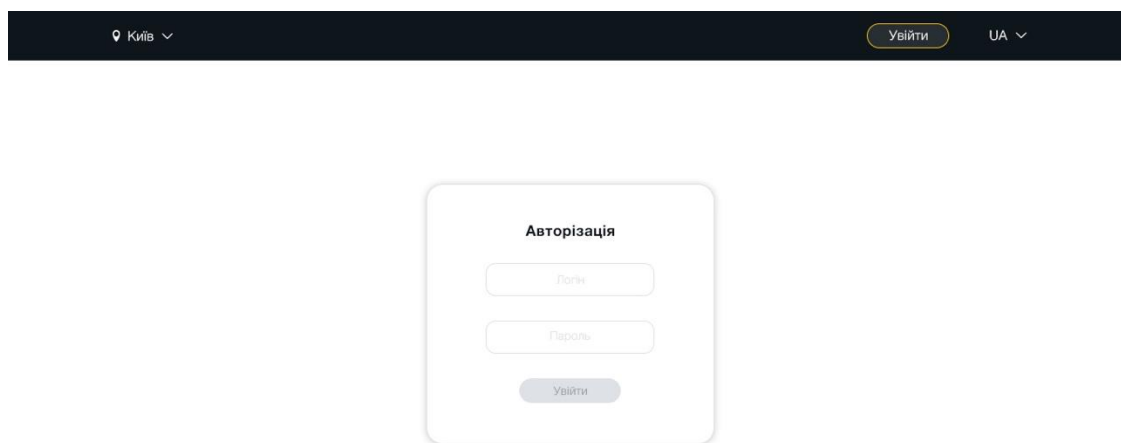 Київ
Увійти
UA
Авторізація
Логін
Пароль
Увійти